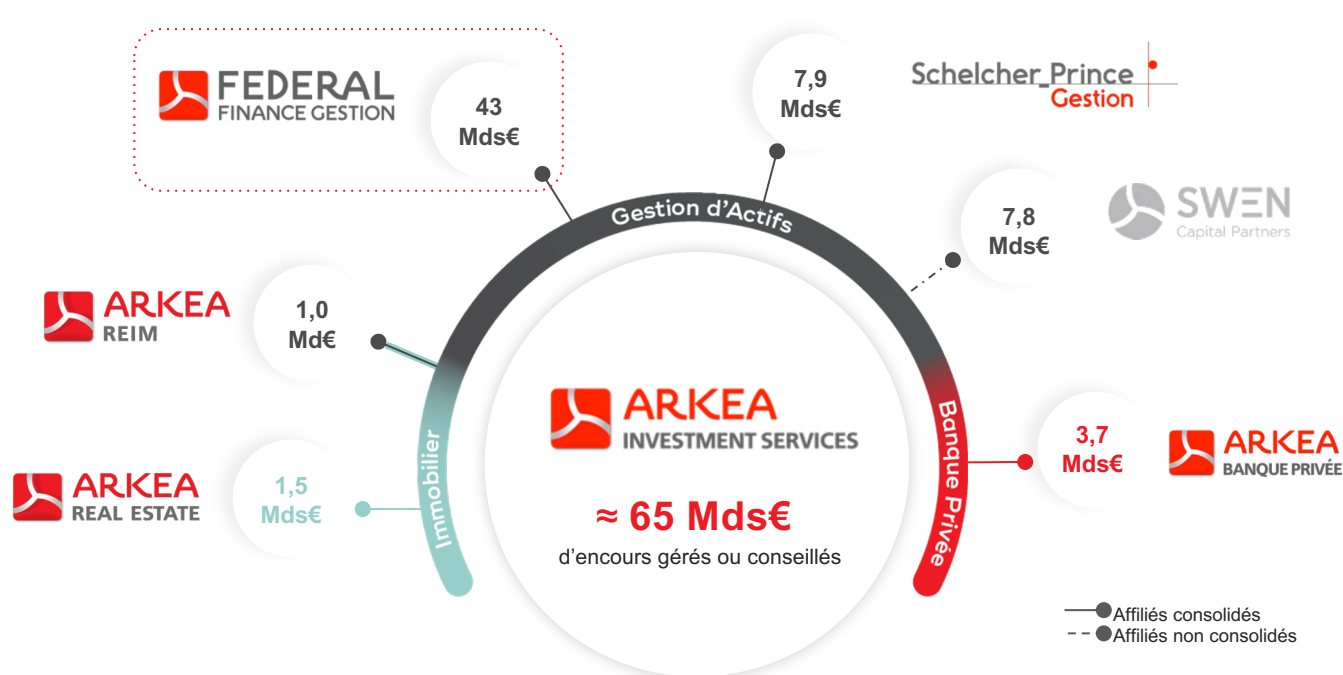 FEDERAL
FINANCE GESTION
43
Mds€
7,9
Mds€
Schelcher_Prince
Gestion
Gestion d'Actifs
7,8
Mds€
SWEN
Capital Partners
ARKEA
REIM
1,0
Md€
ARKEA
INVESTMENT SERVICES
≈ 65 Mds€
d'encours gérés ou conseillés
Immobilier
Banque Privée
3,7
Mds€
ARKEA
BANQUE PRIVÉE
ARKEA
REAL ESTATE
1,5
Mds€
Affiliés consolidés
Affiliés non consolidés